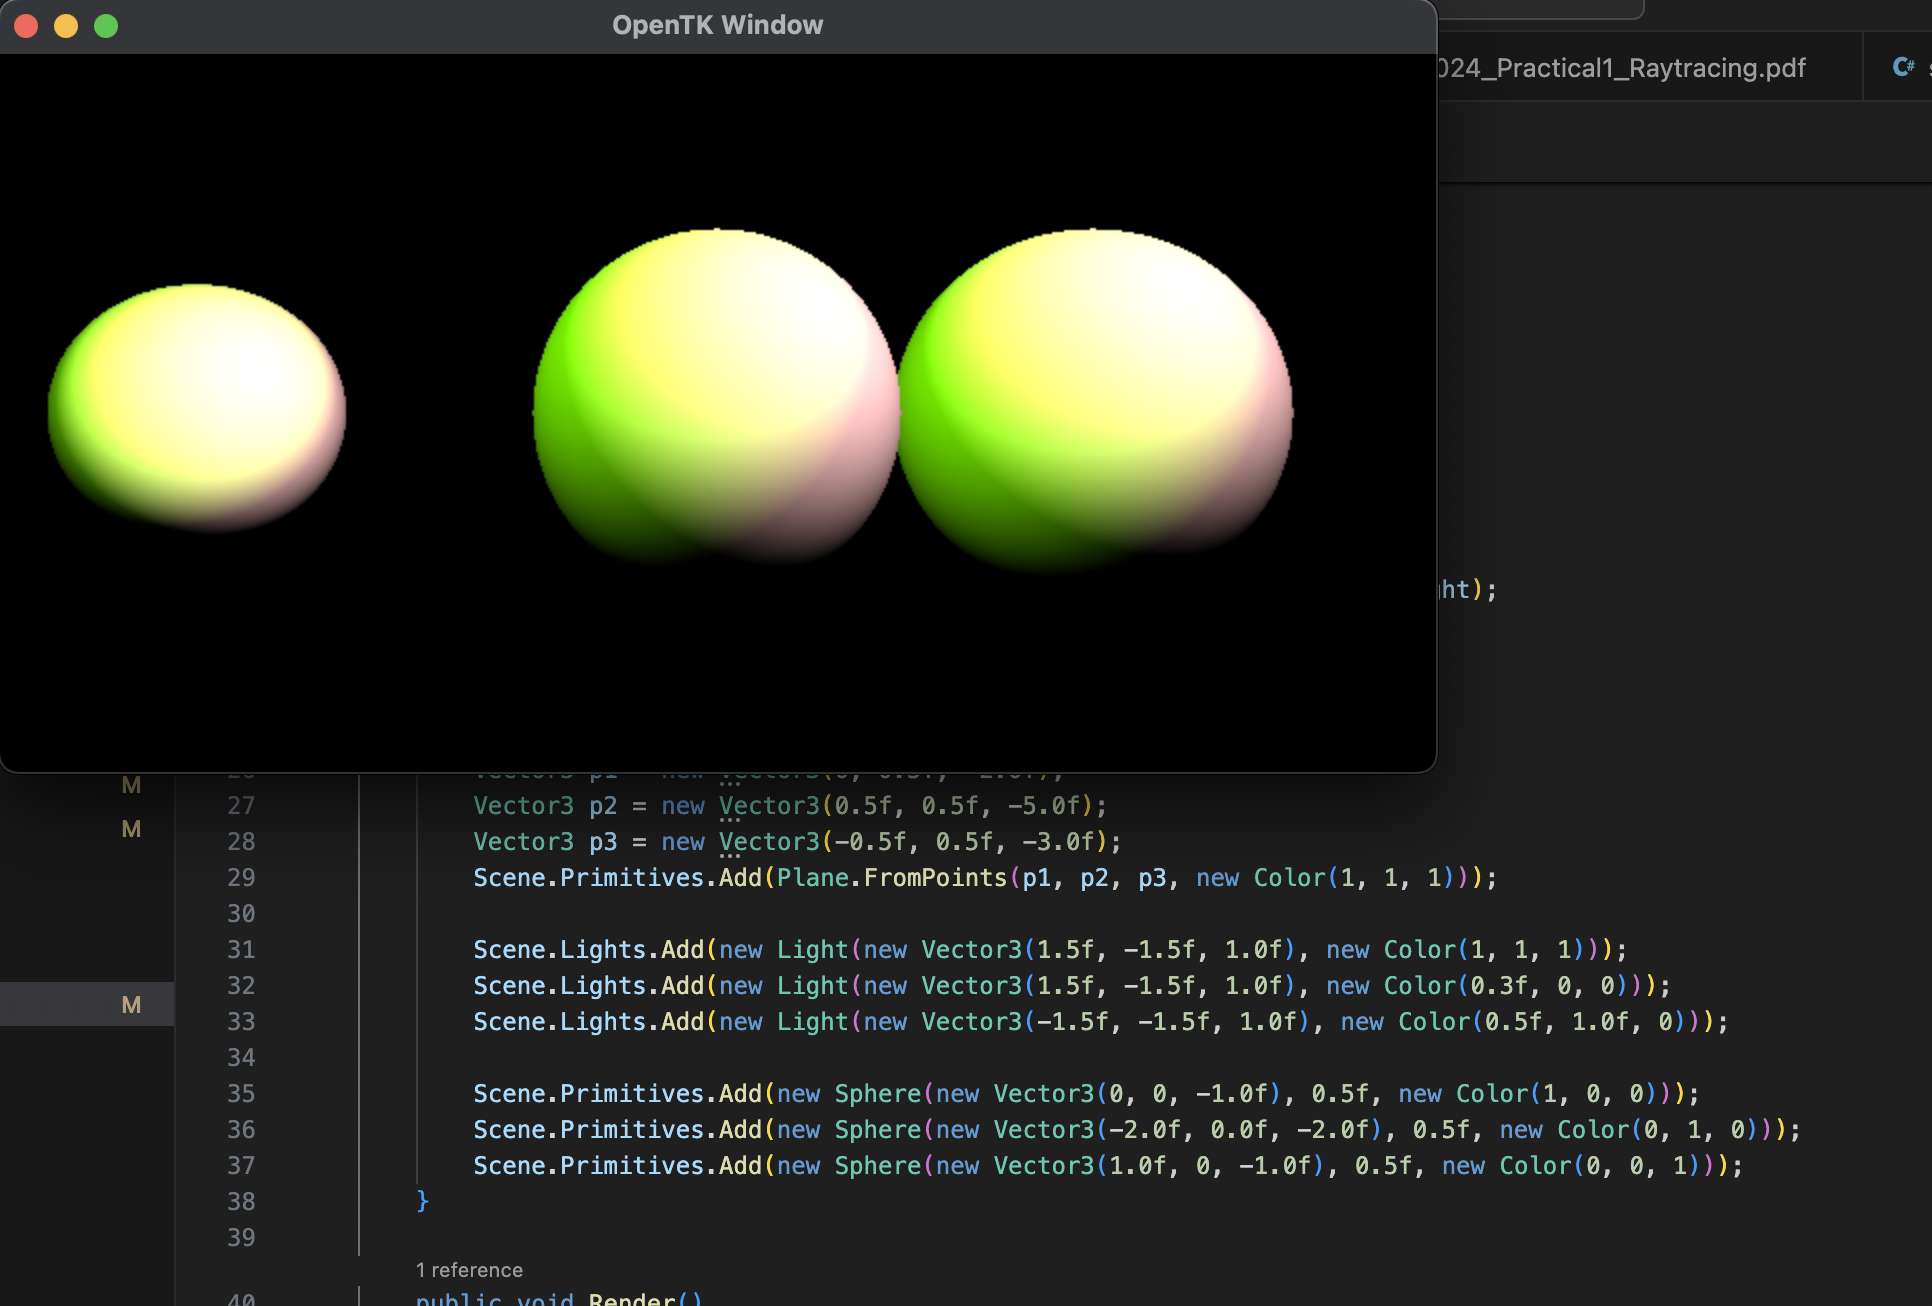 OpenTK Window
024_Practical1_Raytracing.pdf
C#
ht);
M
M
27 Vector3 p2 = new Vector3(0.5f, 0.5f, -5.0f);
28 Vector3 p3 = new Vector3(-0.5f, 0.5f, -3.0f);
29 Scene.Primitives.Add(Plane.FromPoints(p1, p2, p3, new Color(1, 1, 1)));
30
31 Scene.Lights.Add(new Light(new Vector3(1.5f, -1.5f, 1.0f), new Color(1, 1, 1)));
M
32 Scene.Lights.Add(new Light(new Vector3(1.5f, -1.5f, 1.0f), new Color(0.3f, 0, 0)));
33 Scene.Lights.Add(new Light(new Vector3(-1.5f, -1.5f, 1.0f), new Color(0.5f, 1.0f, 0)));
34
35 Scene.Primitives.Add(new Sphere(new Vector3(0, 0, -1.0f), 0.5f, new Color(1, 0, 0)));
36 Scene.Primitives.Add(new Sphere(new Vector3(-2.0f, 0.0f, -2.0f), 0.5f, new Color(0, 1, 0)));
37 Scene.Primitives.Add(new Sphere(new Vector3(1.0f, 0, -1.0f), 0.5f, new Color(0, 0, 1)));
38 }
39
1 reference
40 public void Render()